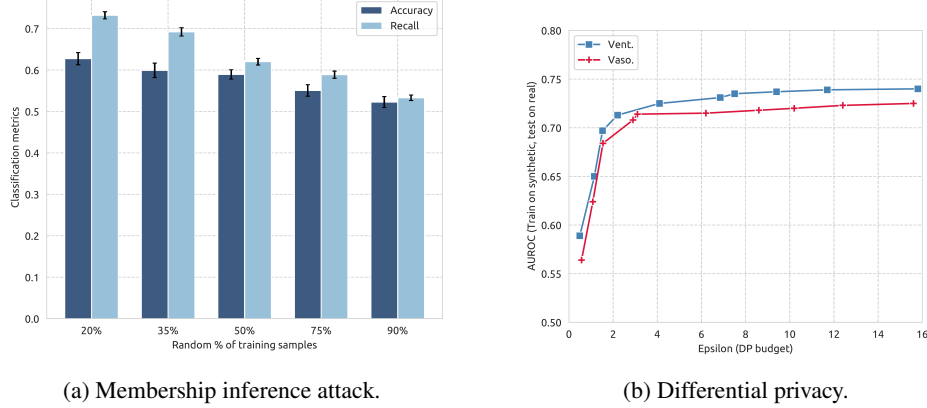 Accuracy
Recall
0.7
0.6
0.5
0.4
0.3
0.2
0.1
0.0
Classification metrics
20%
35%
50%
75%
90%
Random % of training samples
(a) Membership inference attack.
Vent.
Vaso.
0.80
0.75
0.70
0.65
0.60
0.55
0.50
AUROC (Train on synthetic, test on real)
0
2
4
6
8
10
12
14
16
Epsilon (DP budget)
(b) Differential privacy.